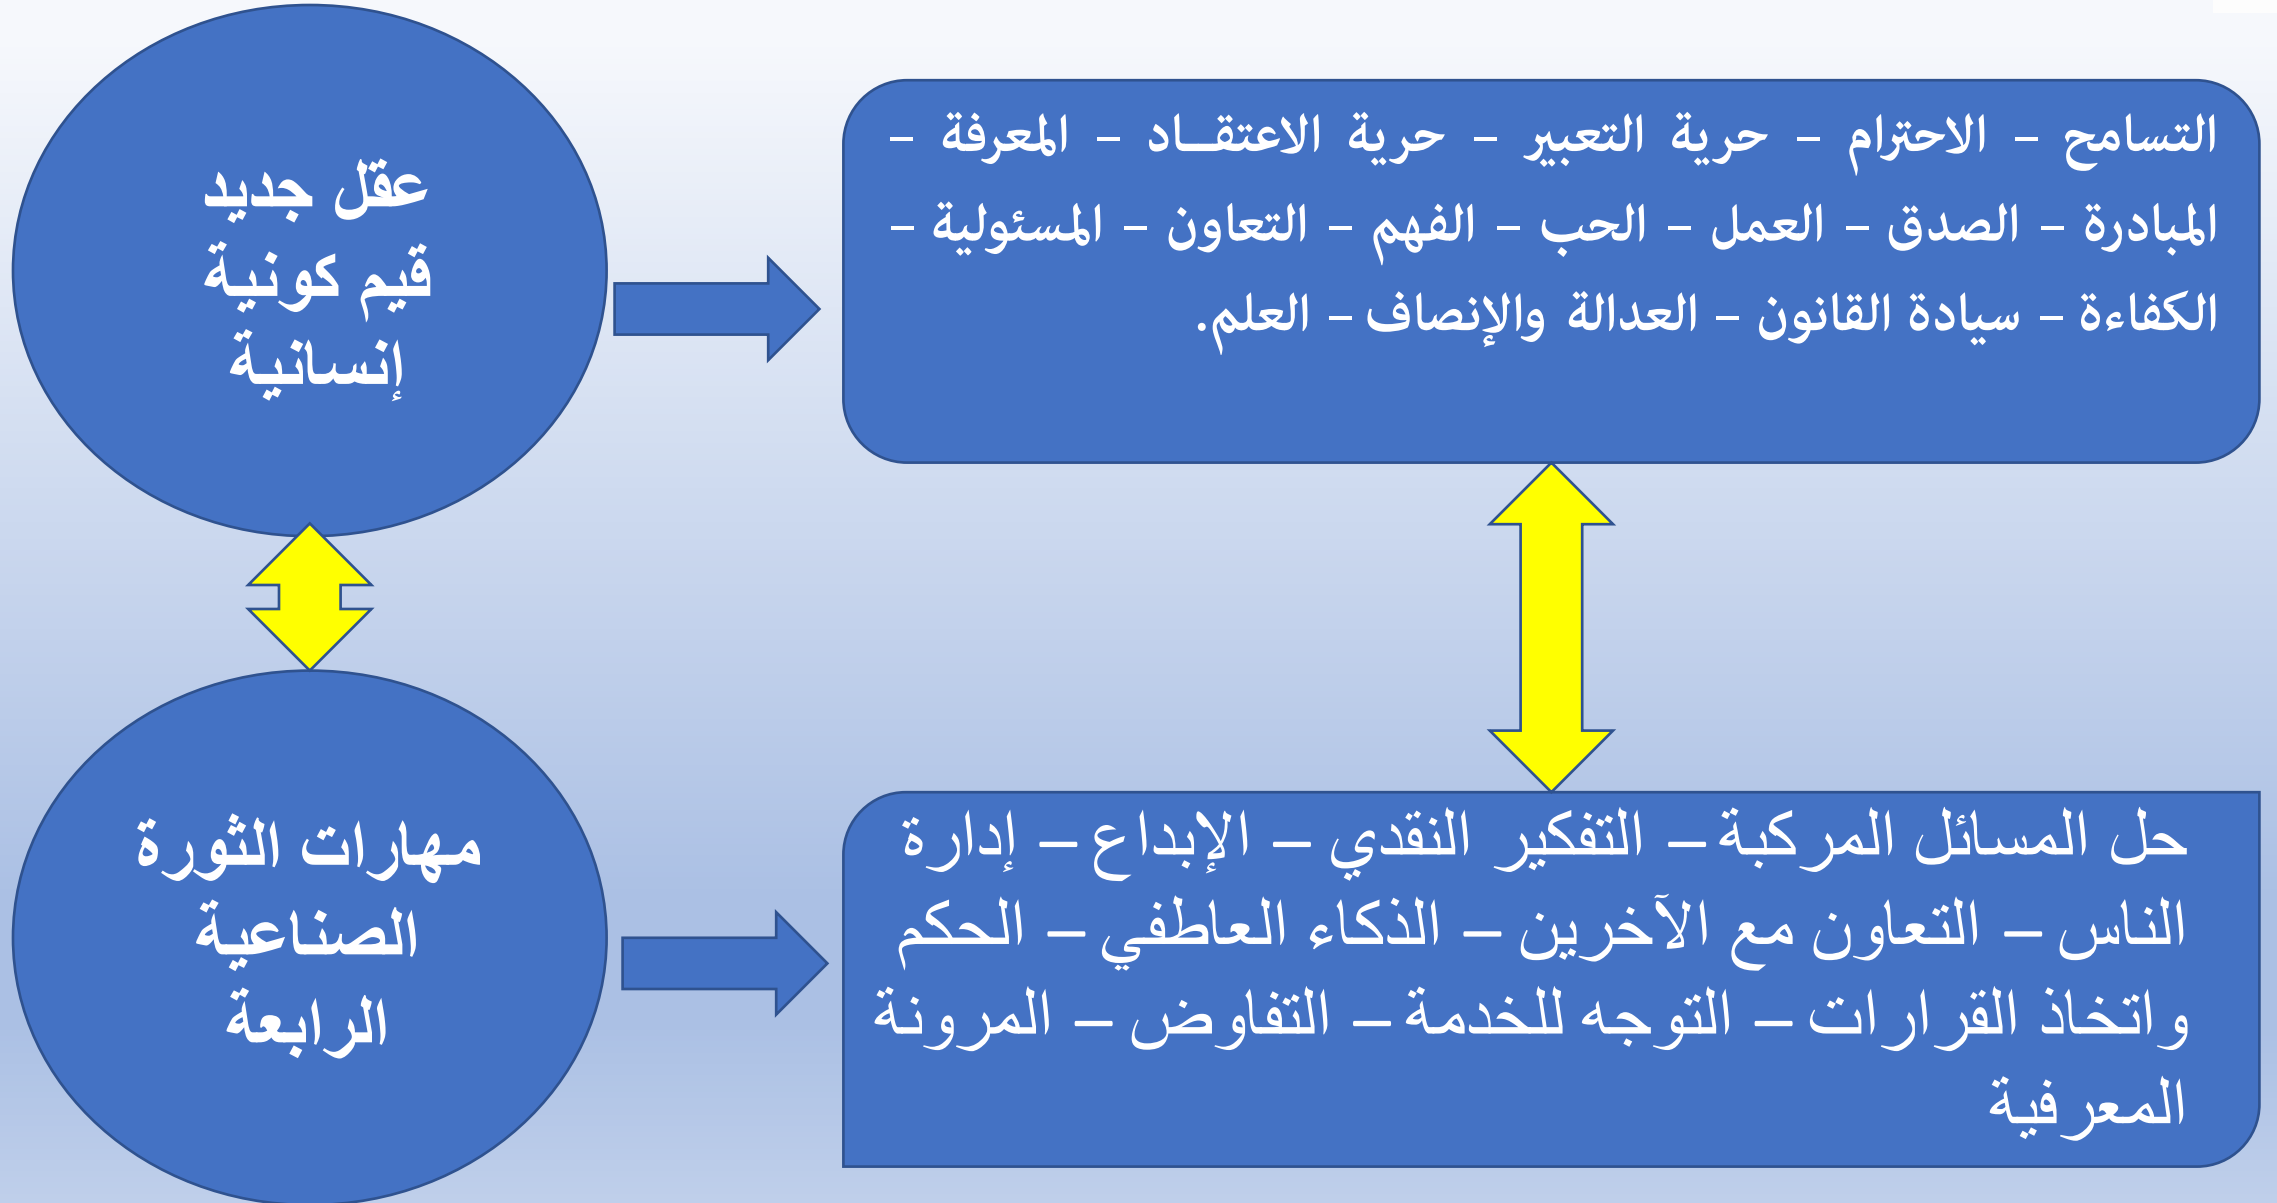 عقل جديد
قيم كونية
إنسانية
التسامح – الاحترام – حرية التعبير – حرية الاعتقــاد – المعرفة –
المبادرة – الصدق – العمل – الحب – الفهم – التعاون – المسئولية –
الكفاءة – سيادة القانون – العدالة والإنصاف – العلم.
مهارات الثورة
الصناعية
الرابعة
حل المسائل المركبة – التفكير النقدي – الإبداع – إدارة
الناس – التعاون مع الآخرين – الذكاء العاطفي – الحكم
واتخاذ القرارات – التوجه للخدمة – التفاوض – المرونة
المعرفية